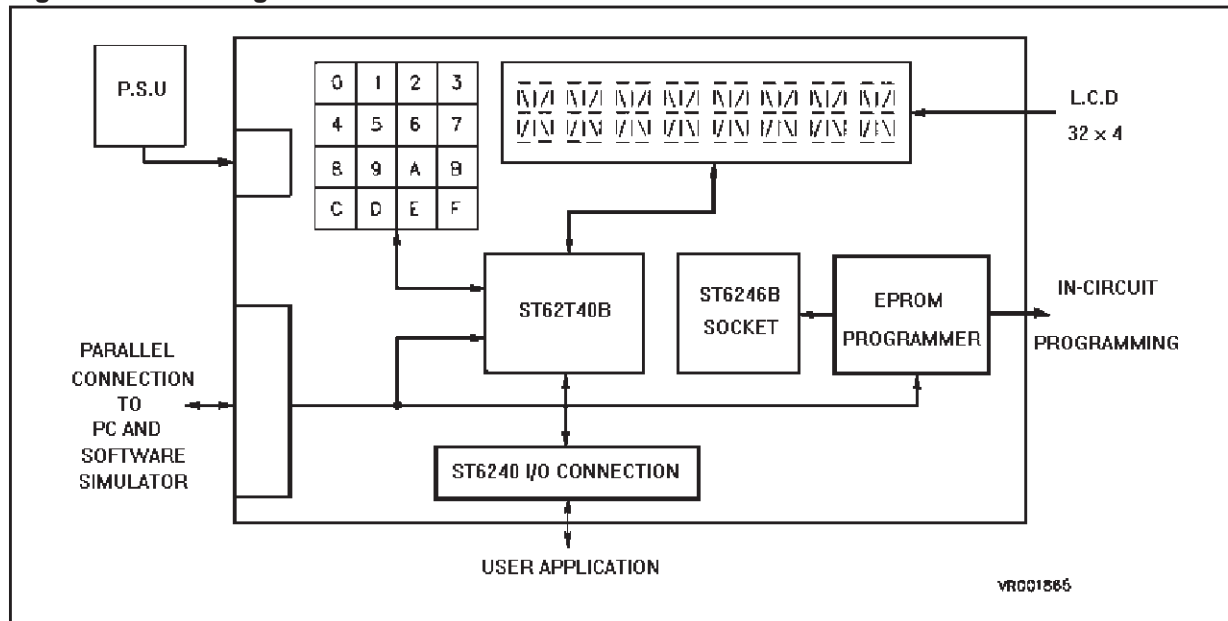 P.S.U
0 1 2 3
4 5 6 7
8 9 A B
C D E F
L.C.D
32 × 4
ST62T40B
ST6246B
SOCKET
EPROM
PROGRAMMER
IN-CIRCUIT
PROGRAMMING
PARALLEL
CONNECTION
TO
PC AND
SOFTWARE
SIMULATOR
ST6240 I/O CONNECTION
USER APPLICATION
VR001865